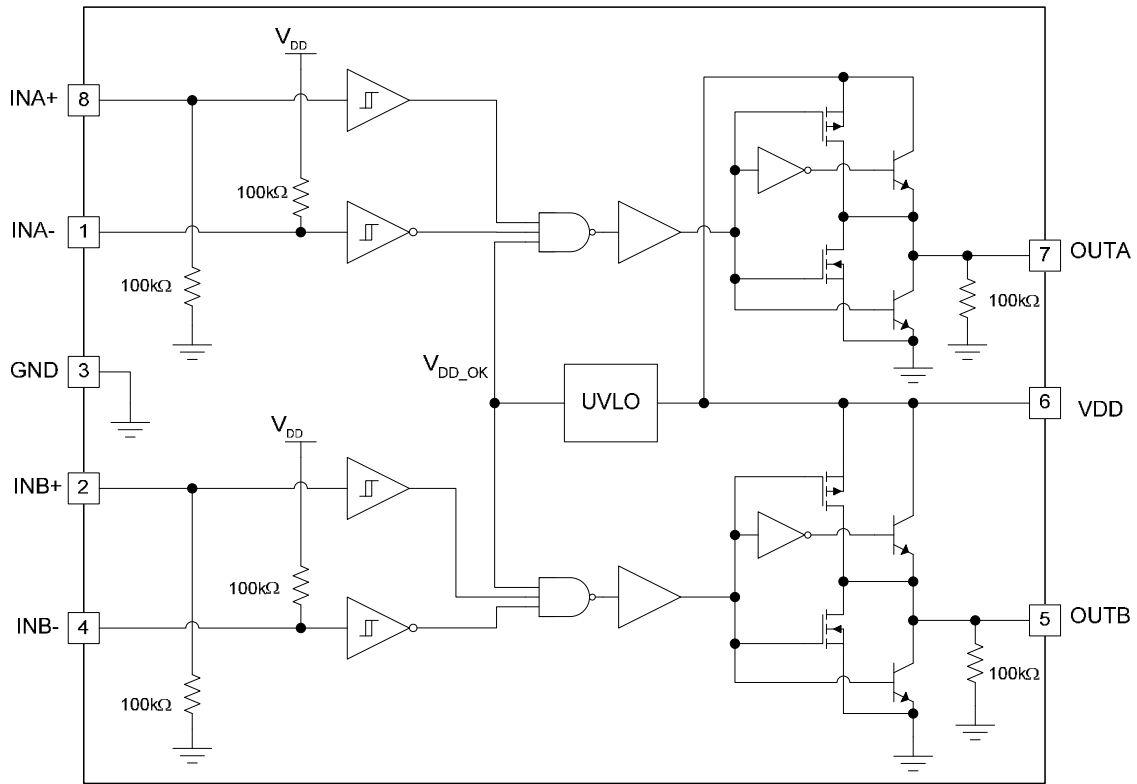 V_DD
INA+ 8
100kΩ
INA- 1
7 OUTA
100kΩ
100kΩ
GND 3
V_DD_OK
UVLO
6 VDD
V_DD
INB+ 2
100kΩ
INB- 4
5 OUTB
100kΩ
100kΩ